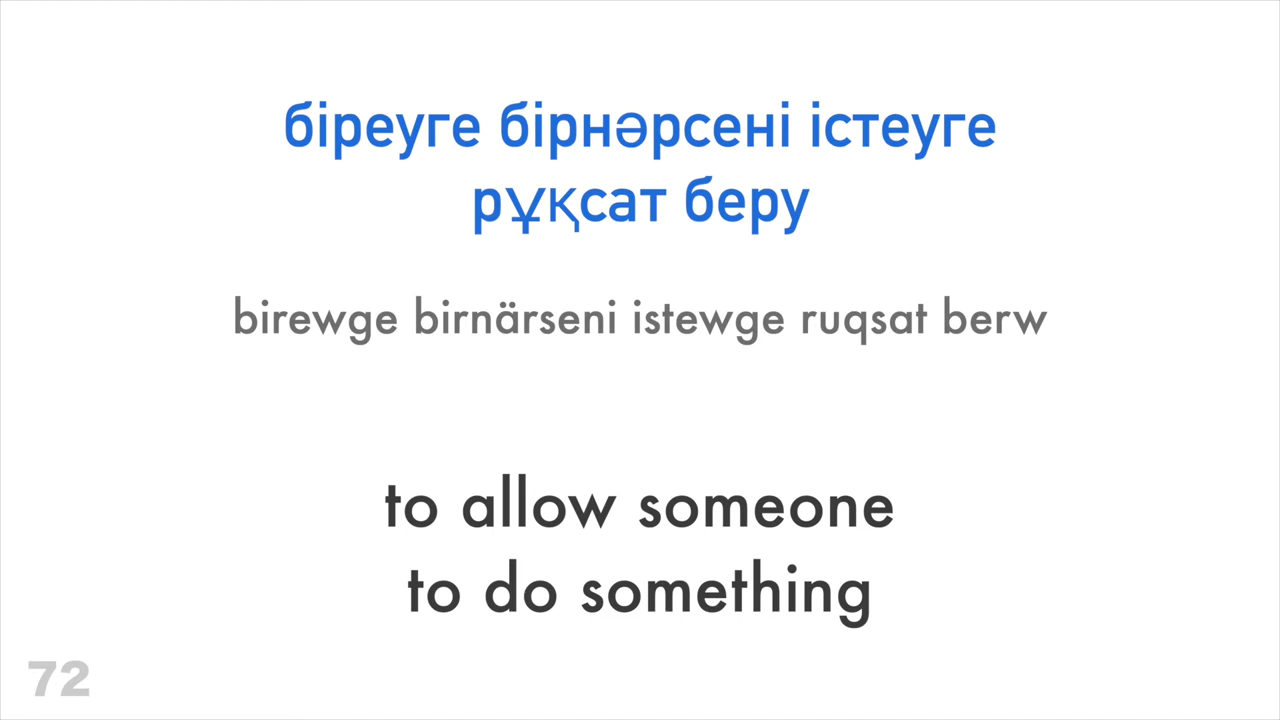 біреуге бірнәрсені істеуге
рұқсат беру
birewge birnärseni istewge ruqsat berw
to allow someone
to do something
72